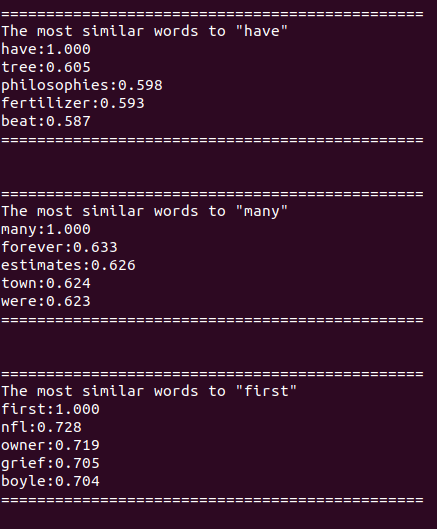 ===============================================
The most similar words to "have"
have:1.000
tree:0.605
philosophies:0.598
fertilizer:0.593
beat:0.587
===============================================
===============================================
The most similar words to "many"
many:1.000
forever:0.633
estimates:0.626
town:0.624
were:0.623
===============================================
===============================================
The most similar words to "first"
first:1.000
nfl:0.728
owner:0.719
grief:0.705
boyle:0.704
===============================================